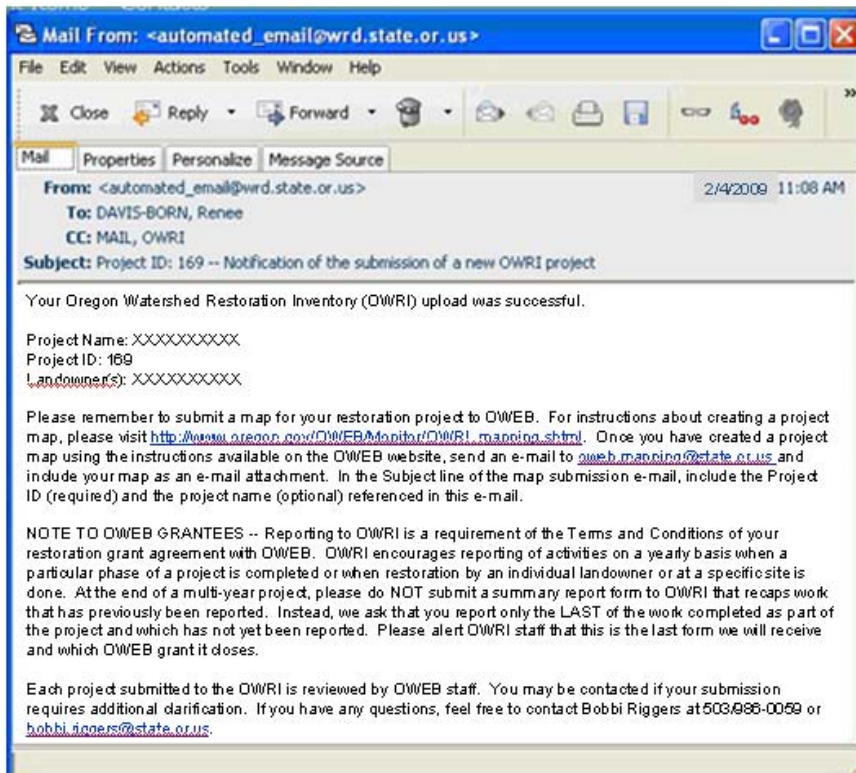 Mail From: <automated_email@wrd.state.or.us>
File Edit View Actions Tools Window Help
Close Reply Forward »
Mail Properties Personalize Message Source
From: <automated_email@wrd.state.or.us> 2/4/2009 11:08 AM
To: DAVIS-BORN, Renee
CC: MAIL, OWRI
Subject: Project ID: 169 -- Notification of the submission of a new OWRI project
Your Oregon Watershed Restoration Inventory (OWRI) upload was successful.
Project Name: XXXXXXXXXX
Project ID: 169
Landowner(s): XXXXXXXXXX
Please remember to submit a map for your restoration project to OWEB. For instructions about creating a project
map, please visit http://www.oregon.gov/OWEB/Monitor/OWRI_mapping.shtml. Once you have created a project
map using the instructions available on the OWEB website, send an e-mail to oweb.mapping@state.or.us and
include your map as an e-mail attachment. In the Subject line of the map submission e-mail, include the Project
ID (required) and the project name (optional) referenced in this e-mail.
NOTE TO OWEB GRANTEES -- Reporting to OWRI is a requirement of the Terms and Conditions of your
restoration grant agreement with OWEB. OWRI encourages reporting of activities on a yearly basis when a
particular phase of a project is completed or when restoration by an individual landowner or at a specific site is
done. At the end of a multi-year project, please do NOT submit a summary report form to OWRI that recaps work
that has previously been reported. Instead, we ask that you report only the LAST of the work completed as part of
the project and which has not yet been reported. Please alert OWRI staff that this is the last form we will receive
and which OWEB grant it closes.
Each project submitted to the OWRI is reviewed by OWEB staff. You may be contacted if your submission
requires additional clarification. If you have any questions, feel free to contact Bobbi Riggers at 503/986-0059 or
bobbi.riggers@state.or.us.